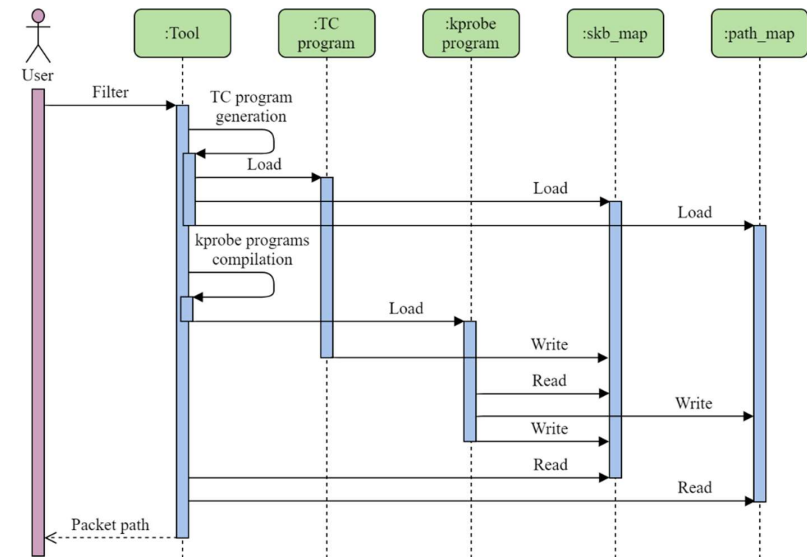 :Tool
:TC
program
:kprobe
program
:skb_map
:path_map
User
Filter
TC program
generation
Load
Load
Load
kprobe programs
compilation
Load
Write
Read
Write
Write
Read
Read
Packet path